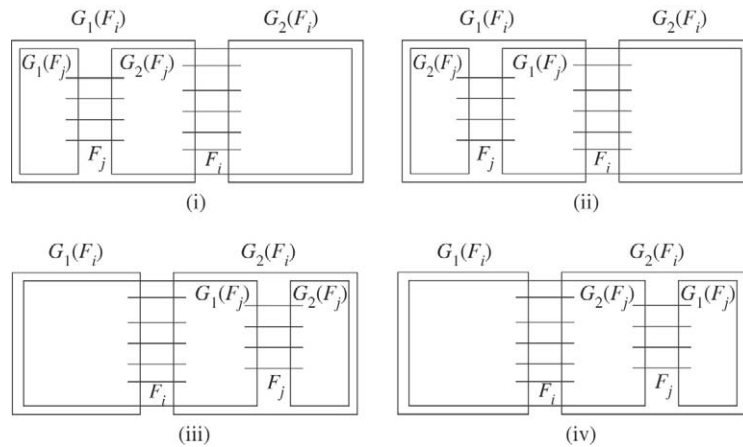 G₁(Fᵢ) G₂(Fᵢ) G₁(Fᵢ) G₂(Fᵢ)
G₁(Fⱼ) G₂(Fⱼ) G₂(Fⱼ) G₁(Fⱼ)
Fⱼ Fᵢ Fⱼ Fᵢ
(i) (ii)
G₁(Fᵢ) G₂(Fᵢ) G₁(Fᵢ) G₂(Fᵢ)
G₁(Fⱼ) G₂(Fⱼ) G₂(Fⱼ) G₁(Fⱼ)
Fᵢ Fⱼ Fᵢ Fⱼ
(iii) (iv)